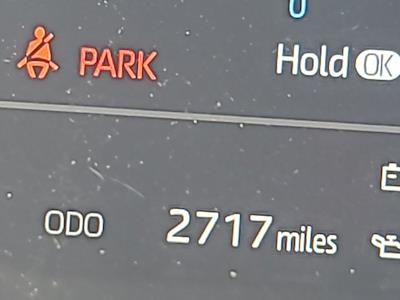 PARK Hold OK
ODO 2717 miles